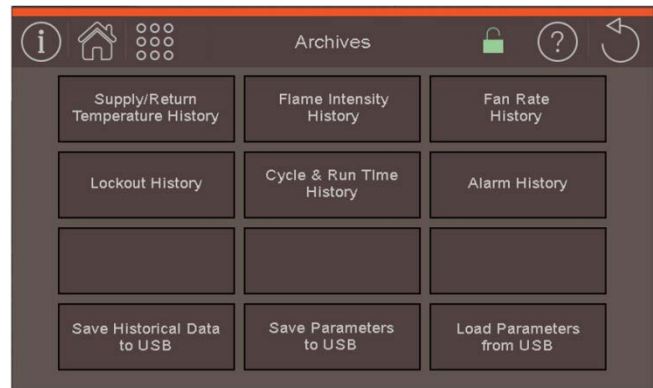 i
Archives
?
Supply/Return
Temperature History
Flame Intensity
History
Fan Rate
History
Lockout History
Cycle & Run TIme
History
Alarm History
Save Historical Data
to USB
Save Parameters
to USB
Load Parameters
from USB